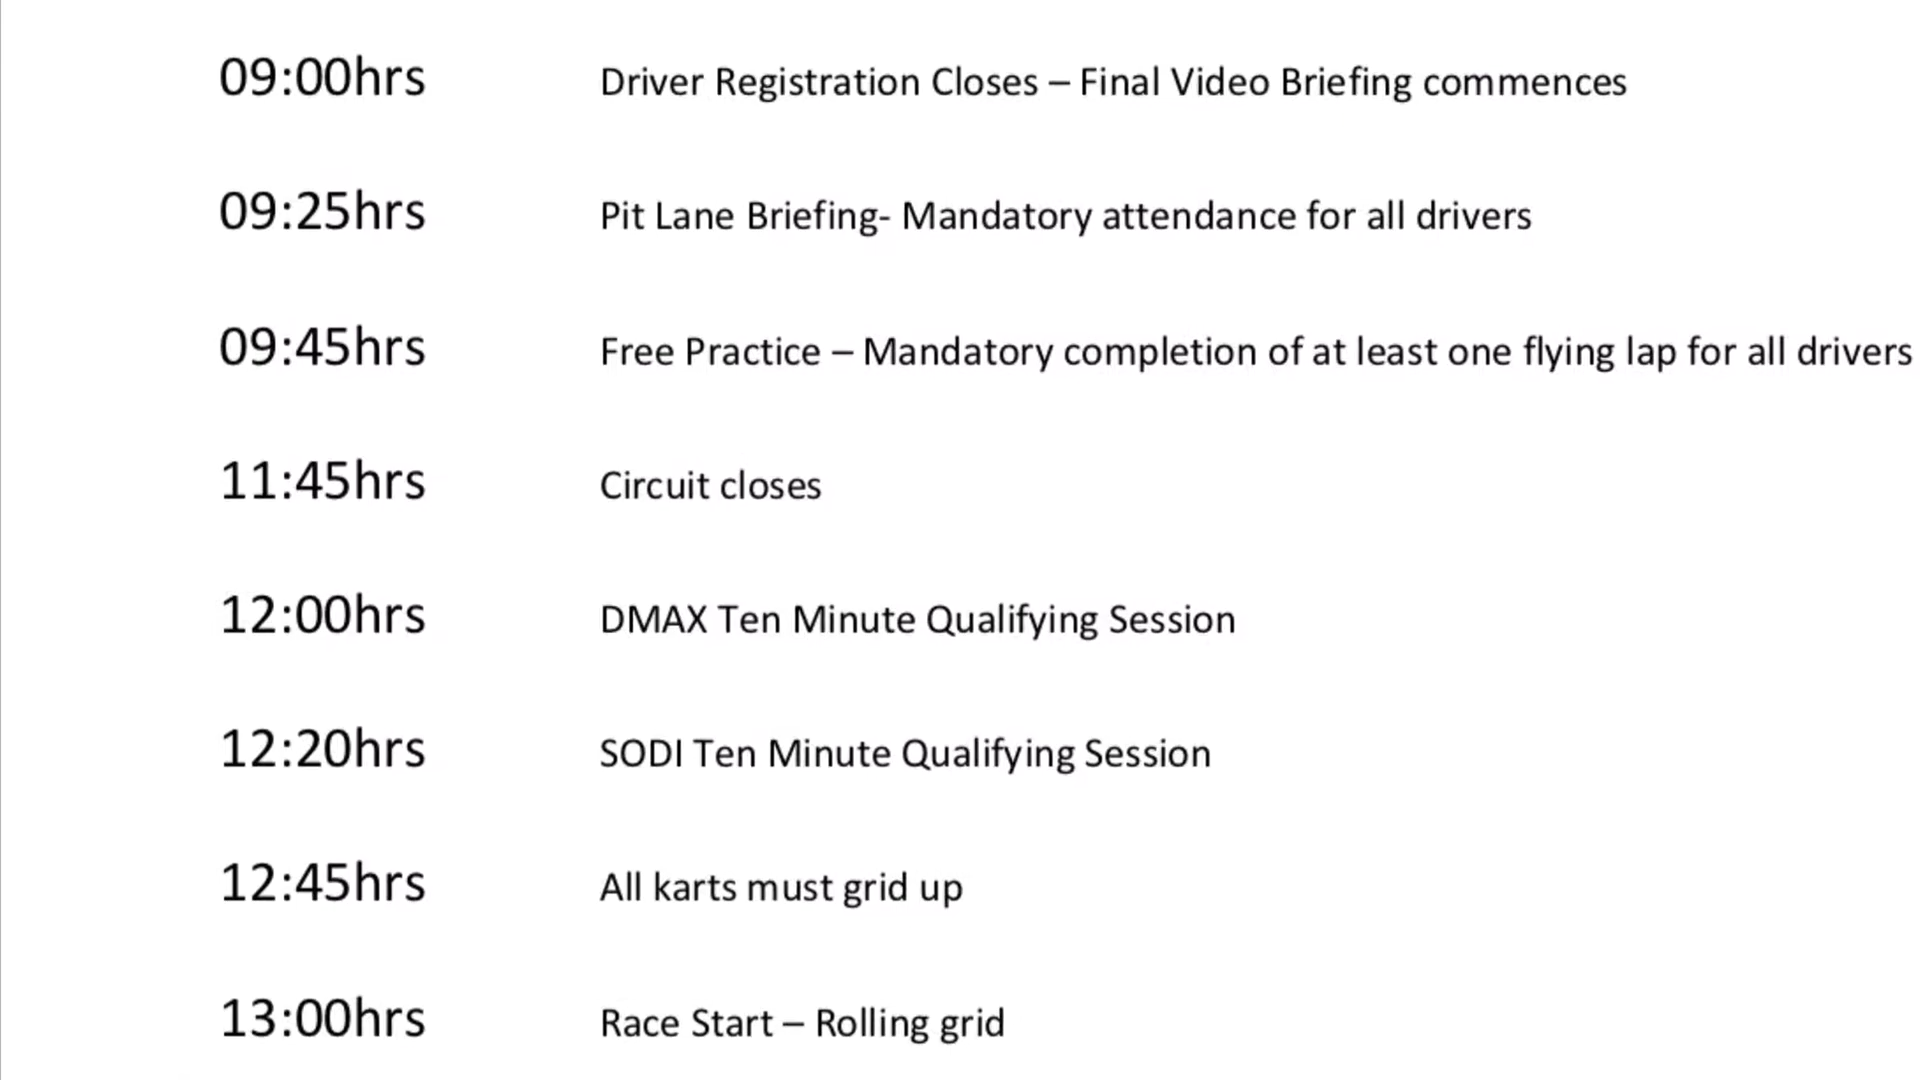 09:00hrs Driver Registration Closes – Final Video Briefing commences
09:25hrs Pit Lane Briefing- Mandatory attendance for all drivers
09:45hrs Free Practice – Mandatory completion of at least one flying lap for all drivers
11:45hrs Circuit closes
12:00hrs DMAX Ten Minute Qualifying Session
12:20hrs SODI Ten Minute Qualifying Session
12:45hrs All karts must grid up
13:00hrs Race Start – Rolling grid